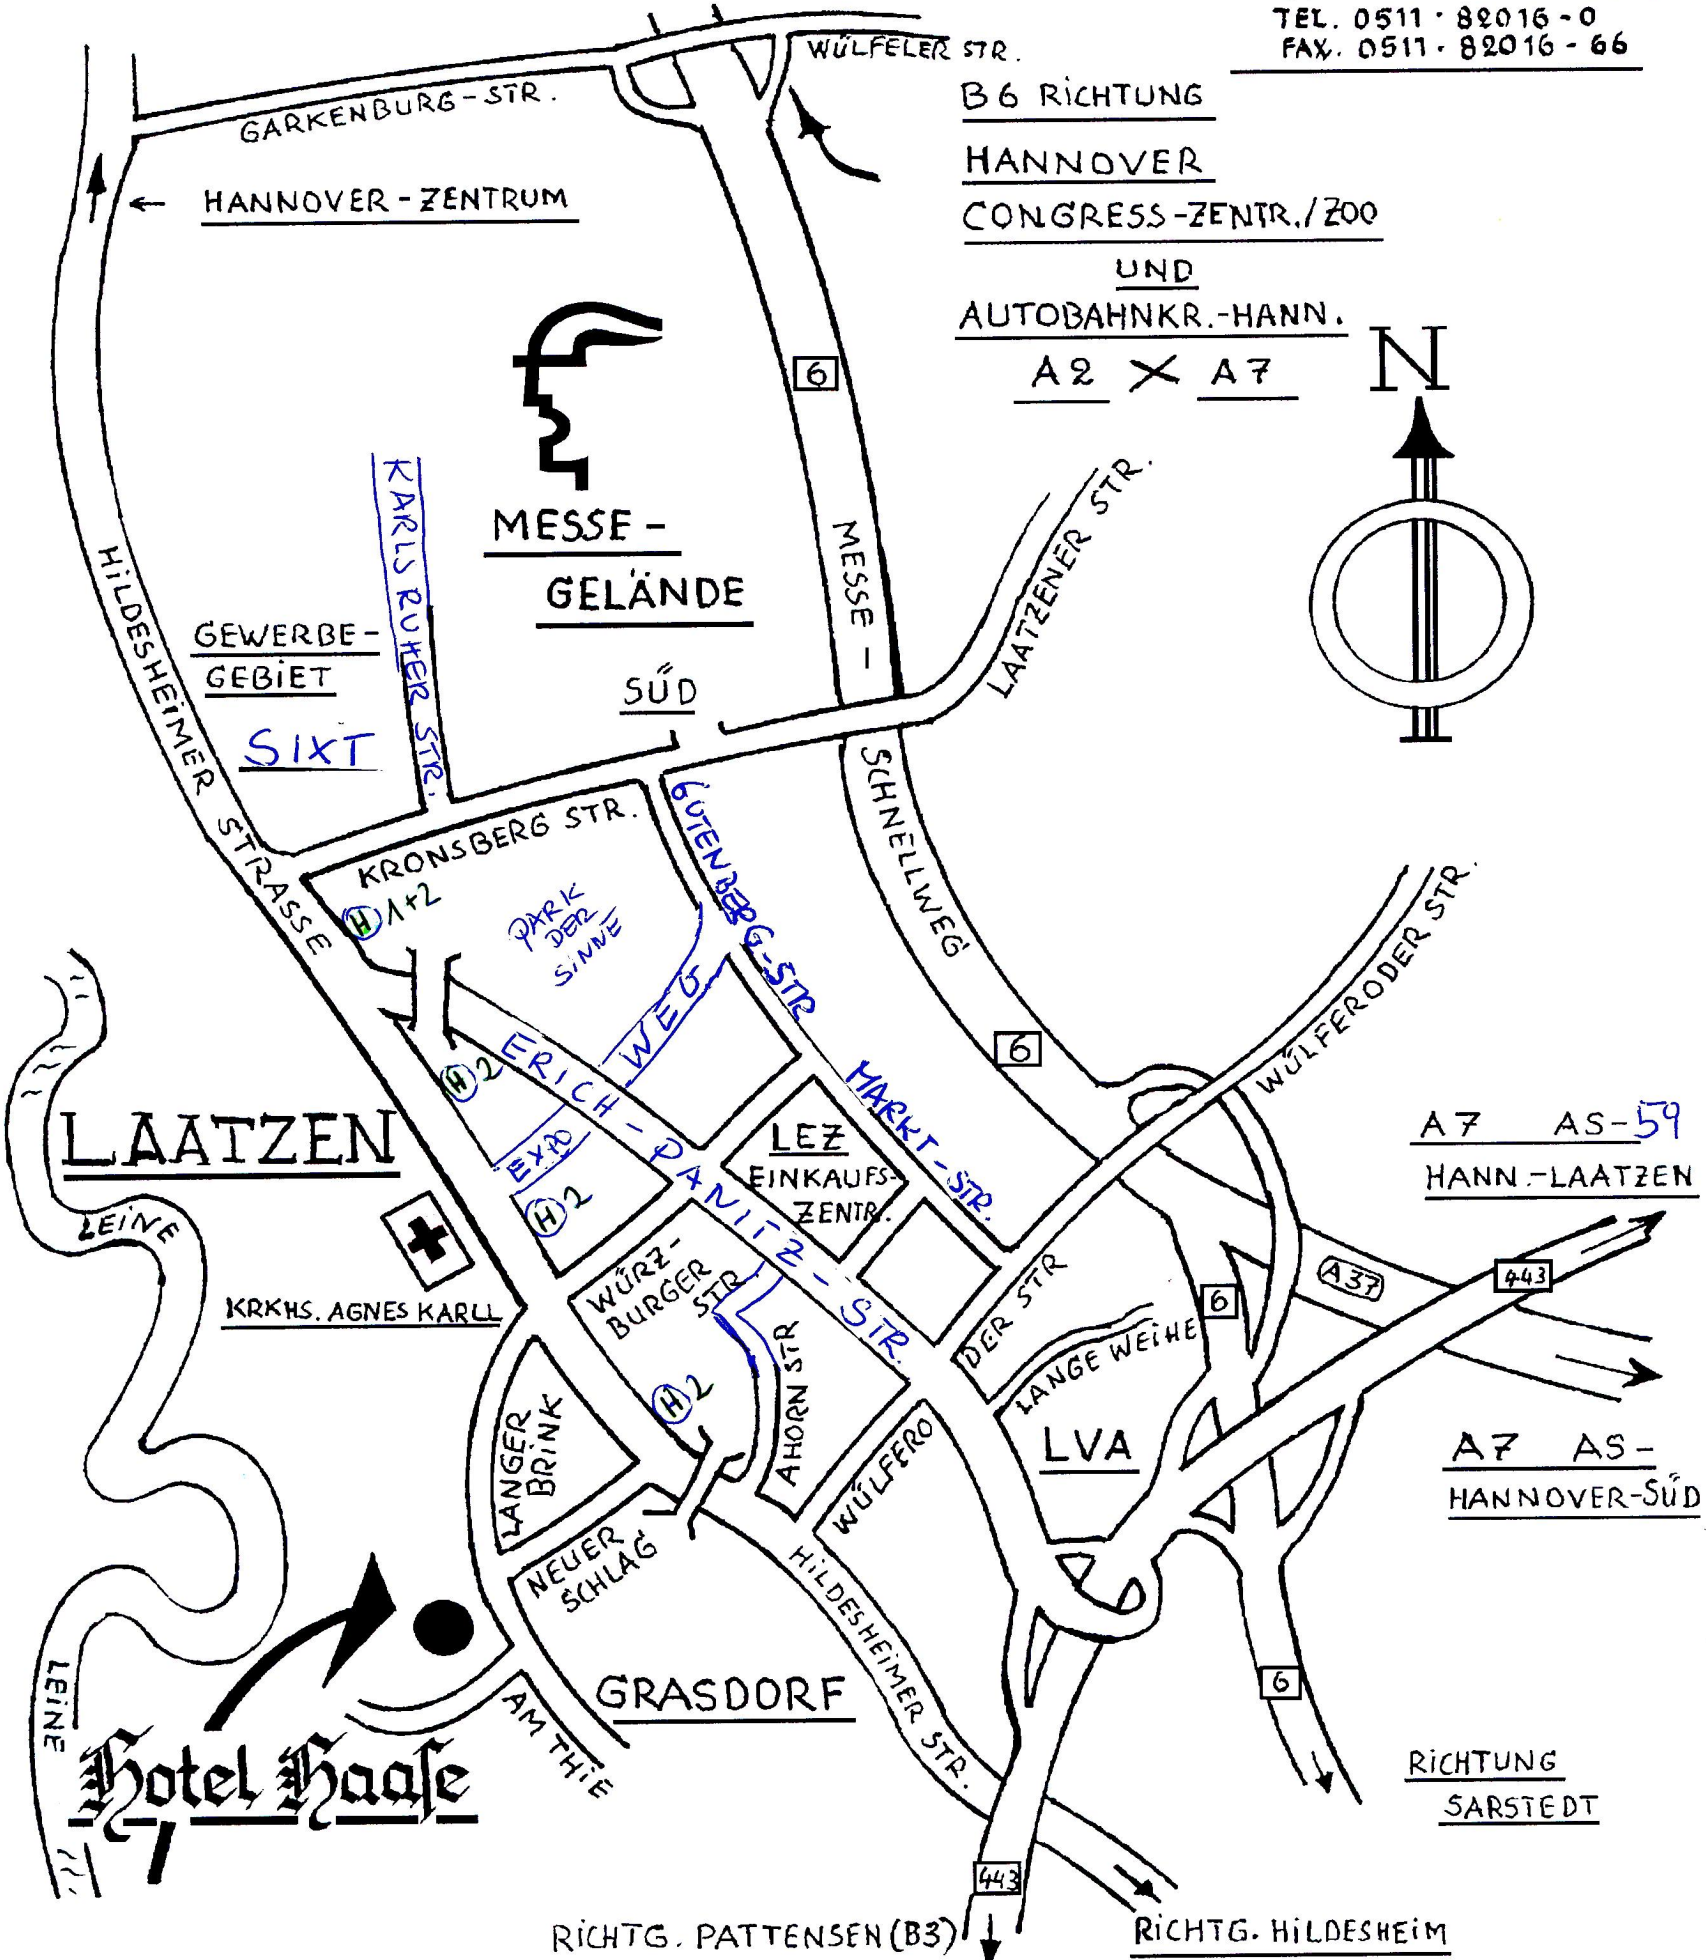 TEL. 0511 · 82016 - 0
FAX. 0511 · 82016 - 66
WÜLFELER STR.
B6 RICHTUNG
HANNOVER
CONGRESS-ZENTR./ZOO
UND
AUTOBAHNKR.-HANN.
A2 X A7
GARKENBURG-STR.
← HANNOVER-ZENTRUM
N
6
KARLSRUHER STR.
MESSE-
GELÄNDE
SÜD
MESSE-
SCHNELLWEG
LAATZENER STR.
HILDESHEIMER STRASSE
GEWERBE-
GEBIET
SIXT
KRONSBERG STR.
GUTENBERG-STR
H 1+2
PARK
DER
SINNE
WEG
ERICH-PANITZ-STR.
H 2
EXPO
H 2
6
WÜLFERODER STR.
MARKT-STR.
LEZ
EINKAUFS-
ZENTR.
LAATZEN
LEINE
KRKHS. AGNES KARLL
A7 AS-59
HANN.-LAATZEN
443
A37
6
WÜRZ-
BURGER
STR
DER STR
LANGE WEIHE
LVA
H 2
AHORN STR
WÜLFERO
LANGER
BRINK
NEUER
SCHLAG
A7 AS-
HANNOVER-SÜD
HILDESHEIMER STR.
GRASDORF
AM THIE
LEINE
Hotel Haase
6
RICHTUNG
SARSTEDT
443
RICHTG. PATTENSEN (B3)
RICHTG. HILDESHEIM